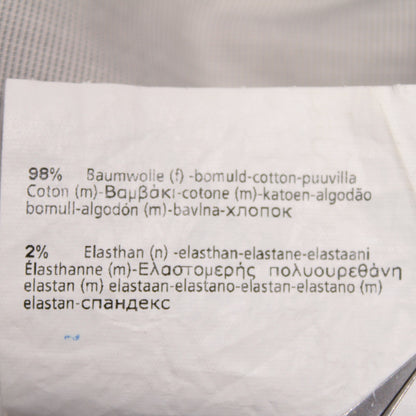 98% Baumwolle (f) -bomuld-cotton-puuvilla
Coton (m)-Βαμβάκι-cotone (m)-katoen-algodão
bomull-algodón (m)-bavlna-хлопок
2% Elasthan (n) -elasthan-elastane-elastaani
Élasthanne (m)-Ελαστομερής πολυουρεθάνη
elastan (m) elastaan-elastano-elastan-elastano (m)
elastan-спандекс